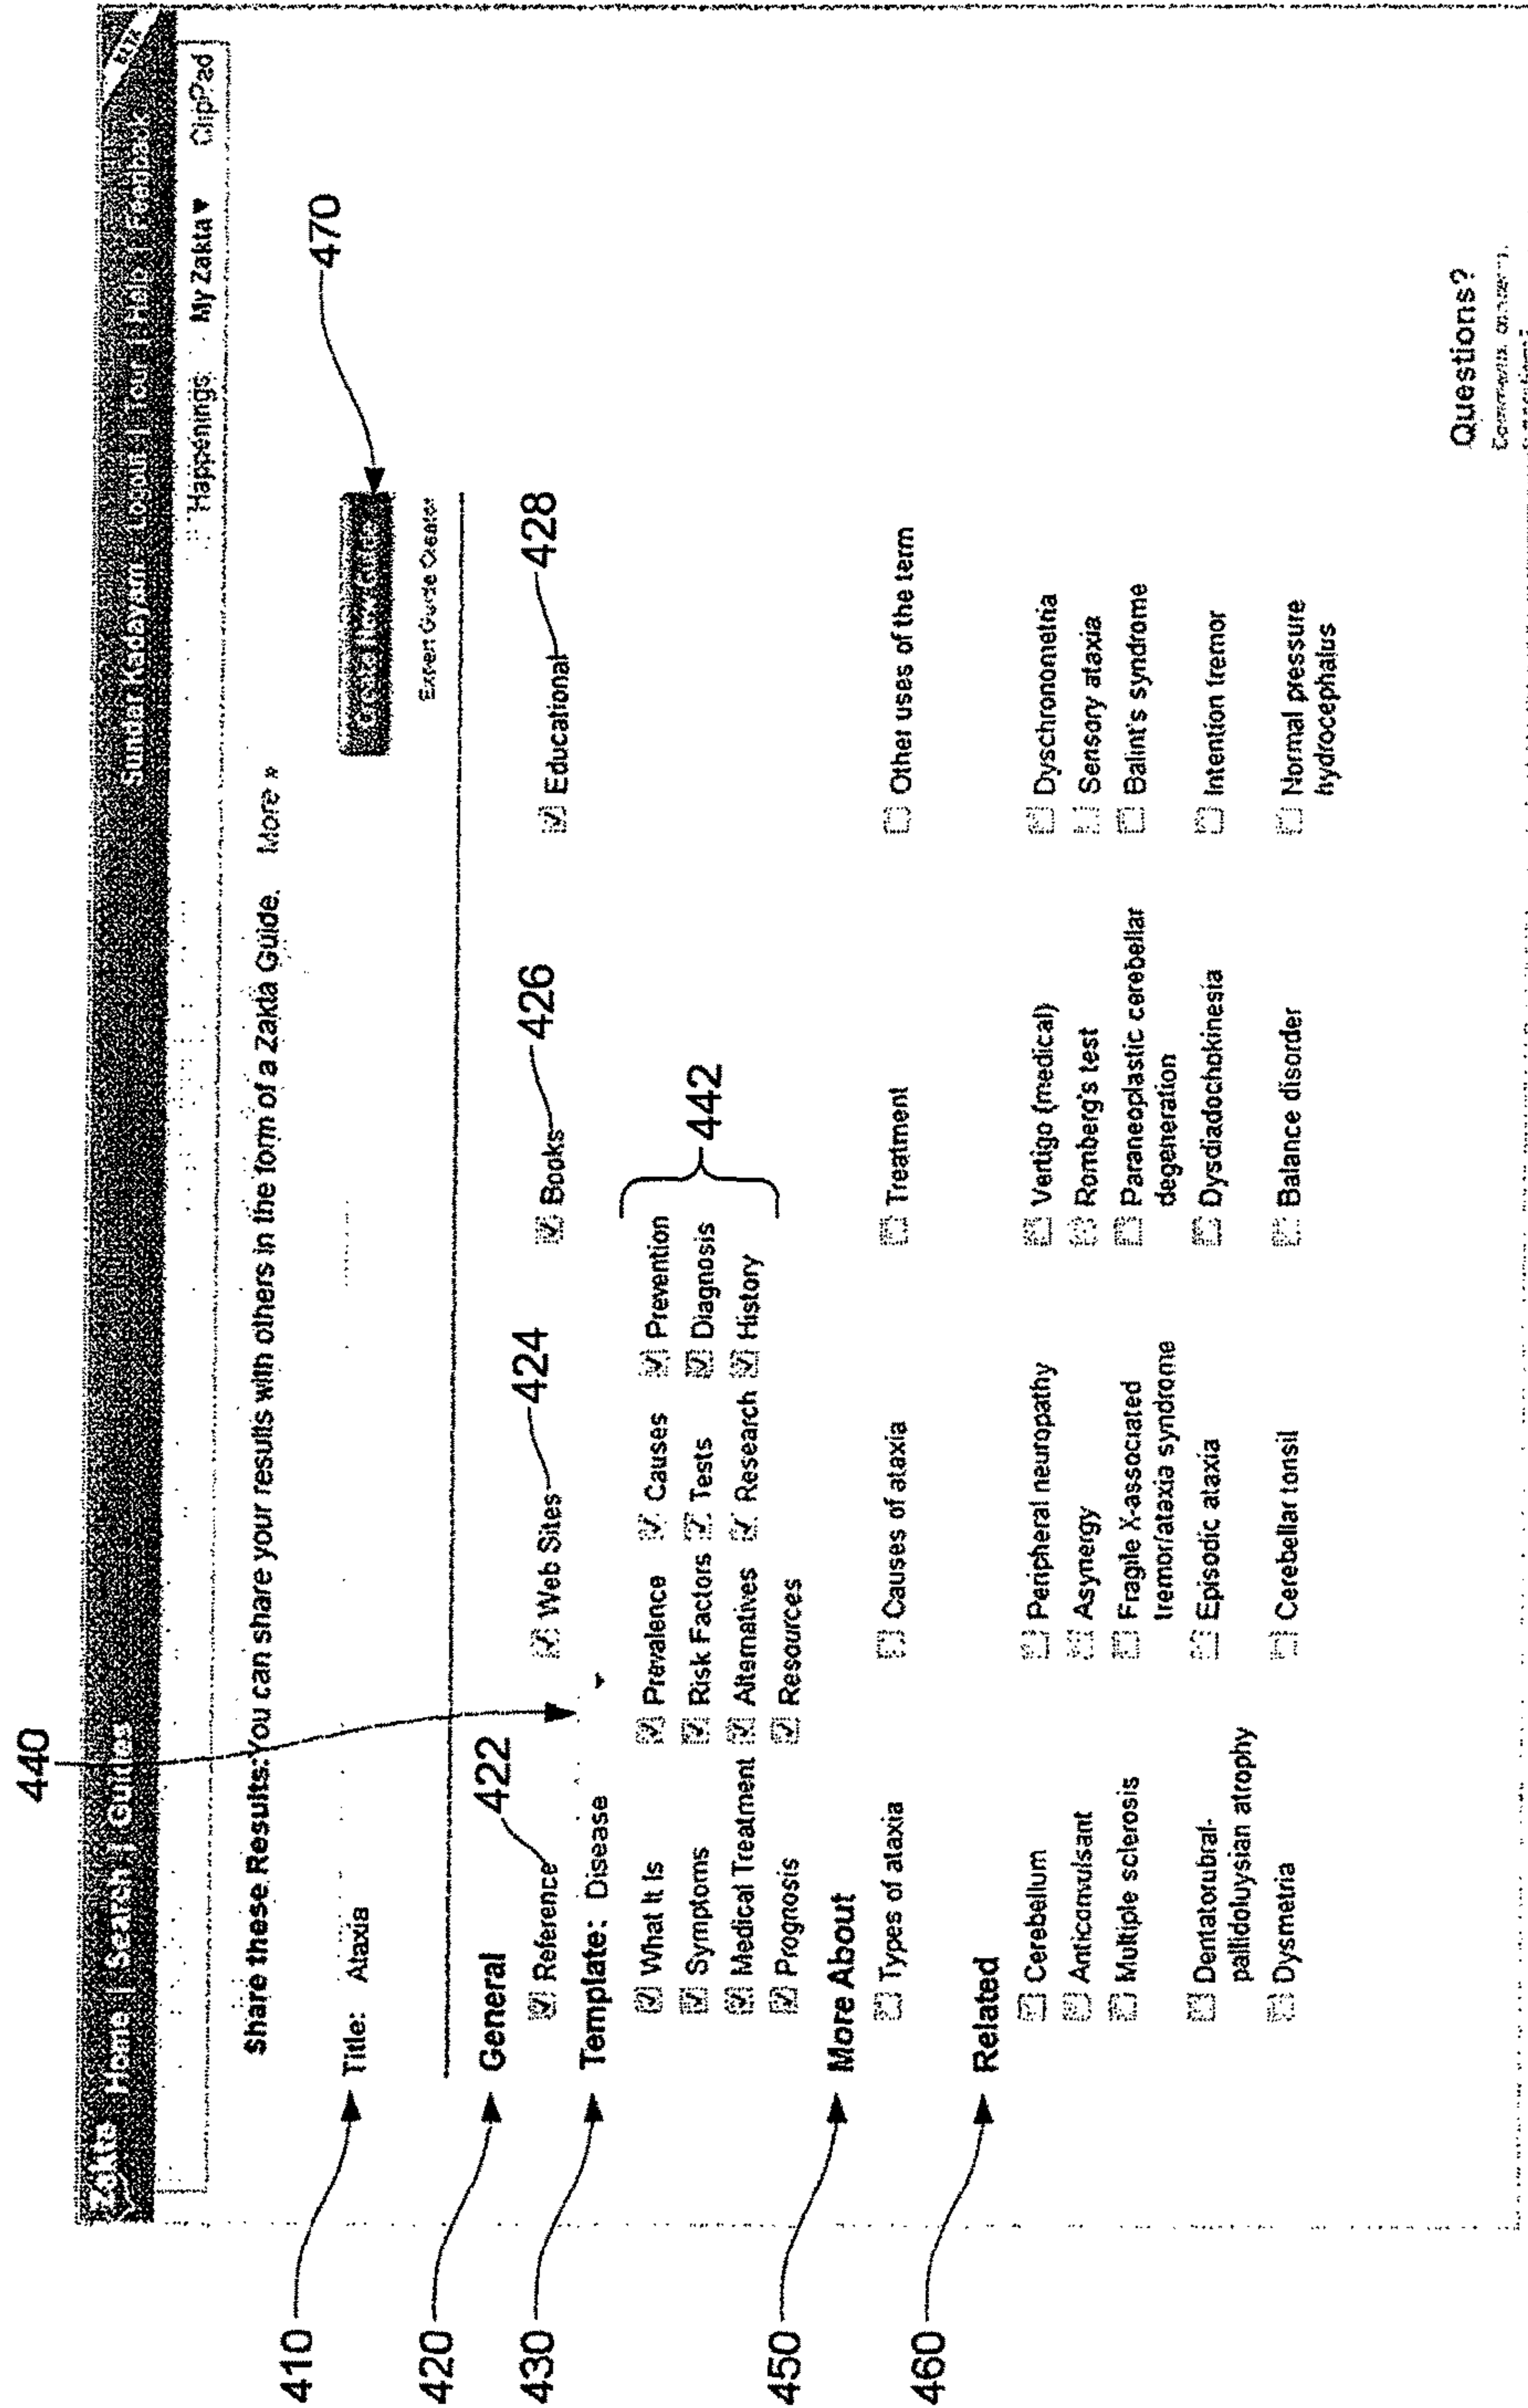 440
Zakta Home | Search | Guides Sundar Kadayam Logout | Tour | Help | Feedback
Happenings My Zakta ▼ ClipPad
Share these Results: You can share your results with others in the form of a Zakta Guide. More »
410 Title: Ataxia Create New Guide 470
Expert Guide Creator
420 General 422 424 426 428
☑ Reference ☑ Web Sites ☑ Books ☑ Educational
430 Template: Disease ▼
☑ What It Is ☑ Prevalence ☑ Causes ☑ Prevention
☑ Symptoms ☑ Risk Factors ☑ Tests ☑ Diagnosis 442
☑ Medical Treatment ☑ Alternatives ☑ Research ☑ History
☑ Prognosis ☑ Resources
450 More About
Types of ataxia Causes of ataxia Treatment Other uses of the term
460 Related
Cerebellum Peripheral neuropathy Vertigo (medical) Dyschronometria
Anticonvulsant Asynergy Romberg's test Sensory ataxia
Multiple sclerosis Fragile X-associated Paraneoplastic cerebellar Balint's syndrome
tremor/ataxia syndrome degeneration
Dentatorubral- Episodic ataxia Dysdiadochokinesia Intention tremor
pallidoluysian atrophy
Dysmetria Cerebellar tonsil Balance disorder Normal pressure
hydrocephalus
Questions?